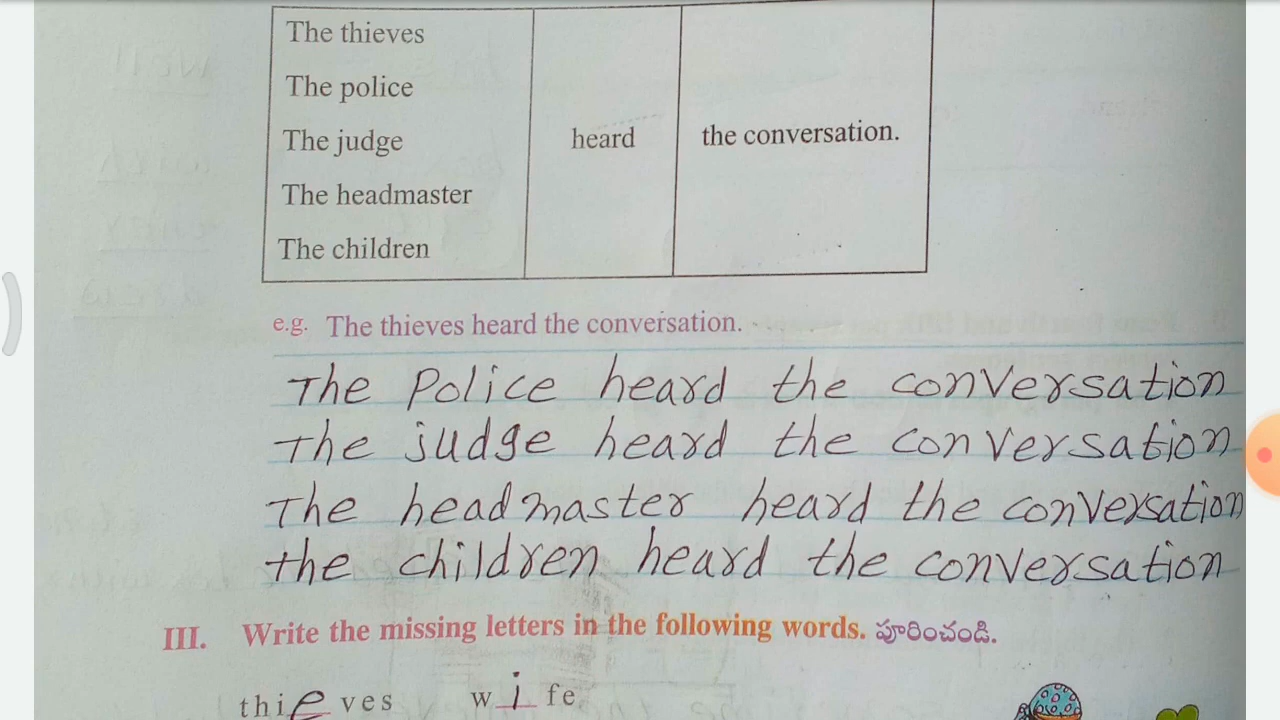 The thieves
The police
The judge
heard
the conversation.
The headmaster
The children
e.g. The thieves heard the conversation.
The police heard the conversation
The judge heard the conversation
The headmaster heard the conversation
the children heard the conversation
III. Write the missing letters in the following words. పూరించండి.
thieves wife